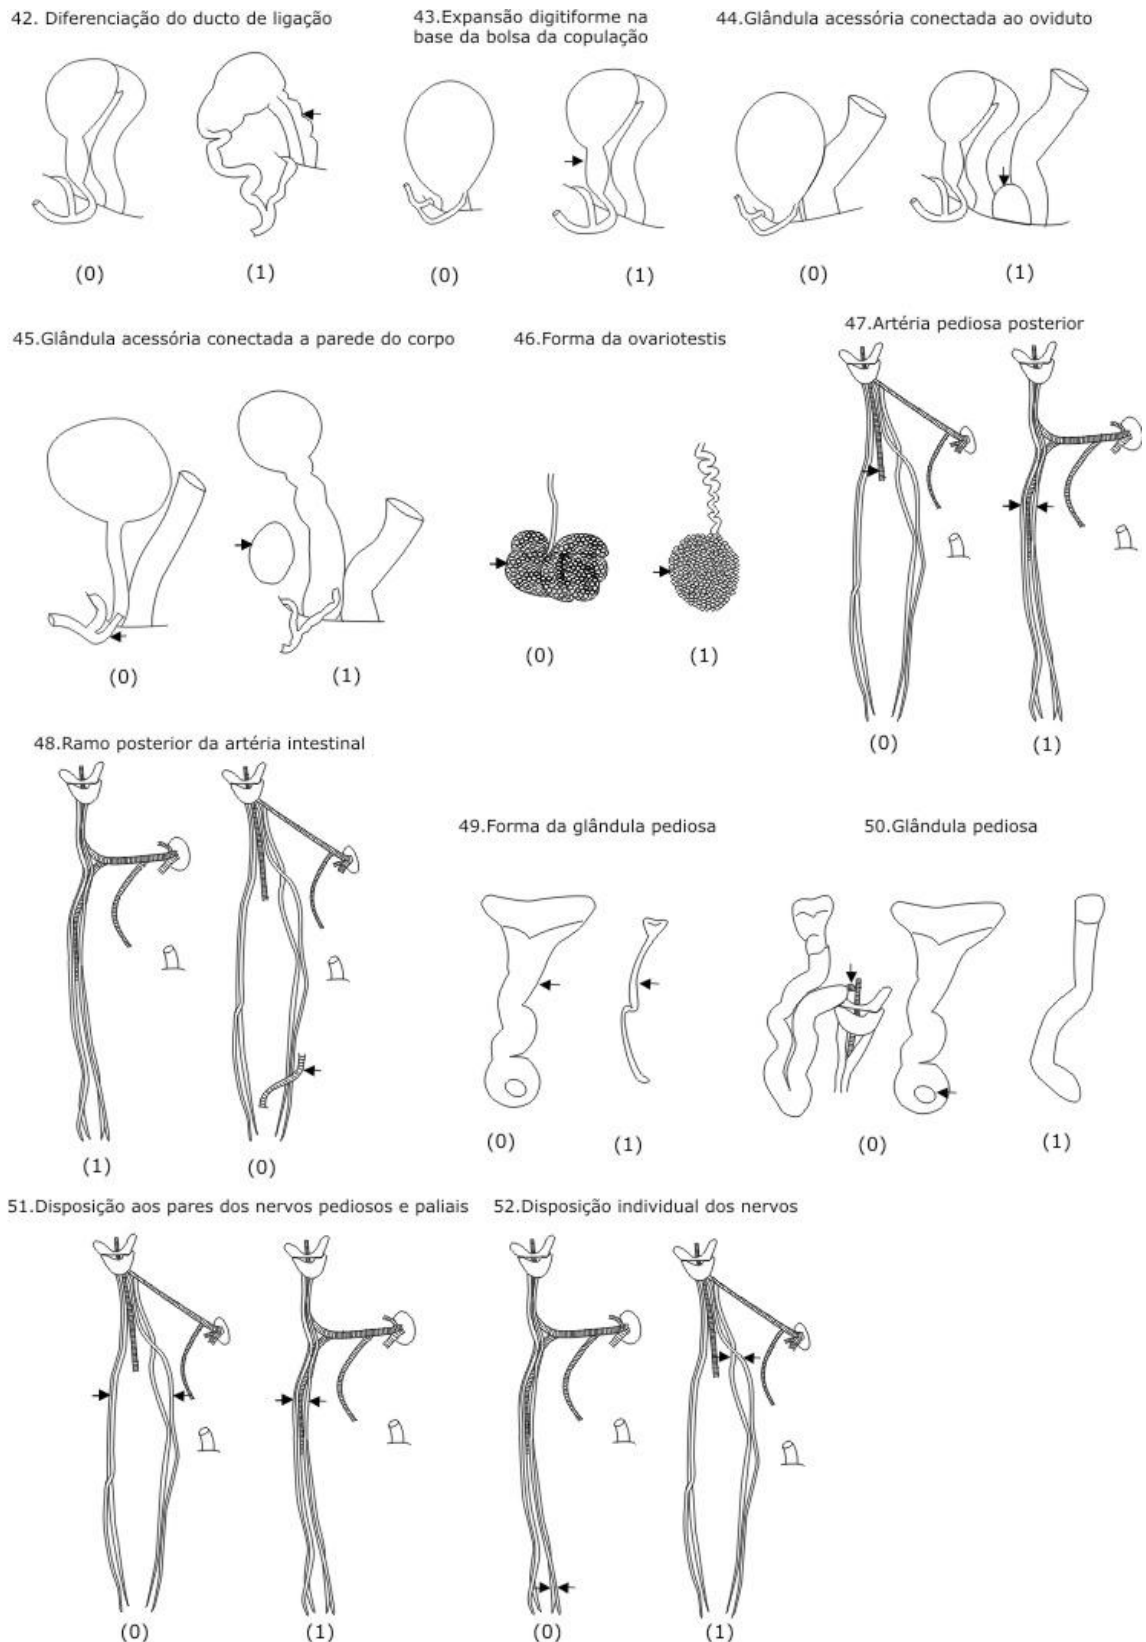 42. Diferenciação do ducto de ligação
43.Expansão digitiforme na
base da bolsa da copulação
44.Glândula acessória conectada ao oviduto
(0)
(1)
(0)
(1)
(0)
(1)
45.Glândula acessória conectada a parede do corpo
46.Forma da ovariotestis
47.Artéria pediosa posterior
(0)
(1)
(0)
(1)
(0)
(1)
48.Ramo posterior da artéria intestinal
49.Forma da glândula pediosa
50.Glândula pediosa
(1)
(0)
(0)
(1)
(0)
(1)
51.Disposição aos pares dos nervos pediosos e paliais
52.Disposição individual dos nervos
(0)
(1)
(0)
(1)